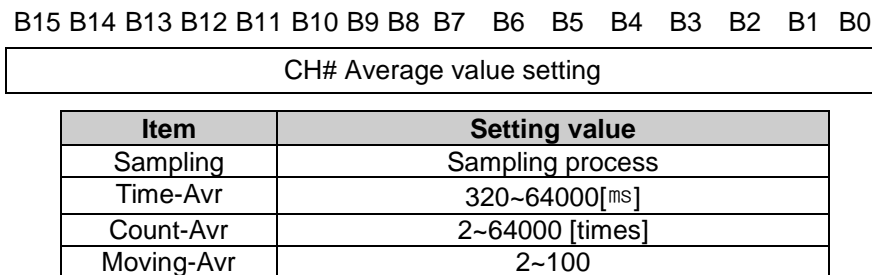 B15 B14 B13 B12 B11 B10 B9 B8 B7 B6 B5 B4 B3 B2 B1 B0
CH# Average value setting
Item Setting value
Sampling Sampling process
Time-Avr 320~64000[㎳]
Count-Avr 2~64000 [times]
Moving-Avr 2~100